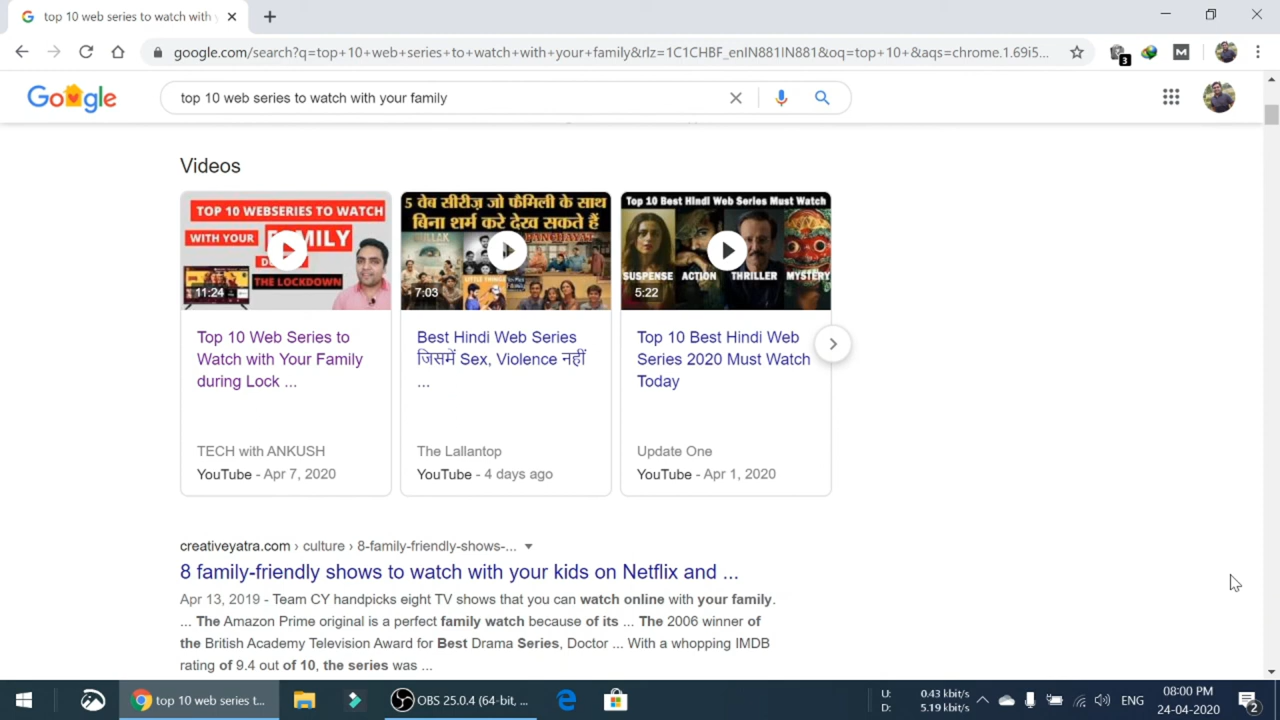 top 10 web series to watch with
google.com/search?q=top+10+web+series+to+watch+with+your+family&rlz=1C1CHBF_enIN881IN881&oq=top+10+&aqs=chrome.1.69i5...
3
M
Google
top 10 web series to watch with your family
Videos
TOP 10 WEBSERIES TO WATCH
WITH YOUR FAMILY
THE LOCKDOWN
11:24
5 वेब सीरीज़ जो फैमिली के साथ
बिना शर्म करे देख सकते हैं
7:03
Top 10 Best Hindi Web Series Must Watch
SUSPENSE ACTION THRILLER MYSTERY
5:22
Top 10 Web Series to
Watch with Your Family
during Lock ...
TECH with ANKUSH
YouTube - Apr 7, 2020
Best Hindi Web Series
जिसमें Sex, Violence नहीं
...
The Lallantop
YouTube - 4 days ago
Top 10 Best Hindi Web
Series 2020 Must Watch
Today
Update One
YouTube - Apr 1, 2020
creativeyatra.com › culture › 8-family-friendly-shows-...
8 family-friendly shows to watch with your kids on Netflix and ...
Apr 13, 2019 - Team CY handpicks eight TV shows that you can watch online with your family.
... The Amazon Prime original is a perfect family watch because of its ... The 2006 winner of
the British Academy Television Award for Best Drama Series, Doctor ... With a whopping IMDB
rating of 9.4 out of 10, the series was ...
top 10 web series t...
OBS 25.0.4 (64-bit, ...
U: 0.43 kbit/s
D: 5.19 kbit/s
ENG
08:00 PM
24-04-2020
2